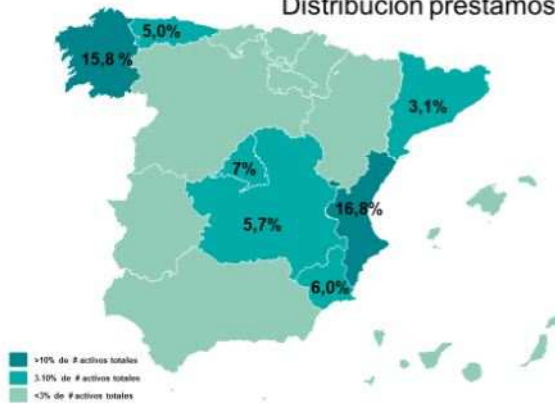 Distribución préstamos
5,0%
15,8 %
3,1%
7%
16,8%
5,7%
6,0%
>10% de # activos totales
3-10% de # activos totales
<3% de # activos totales